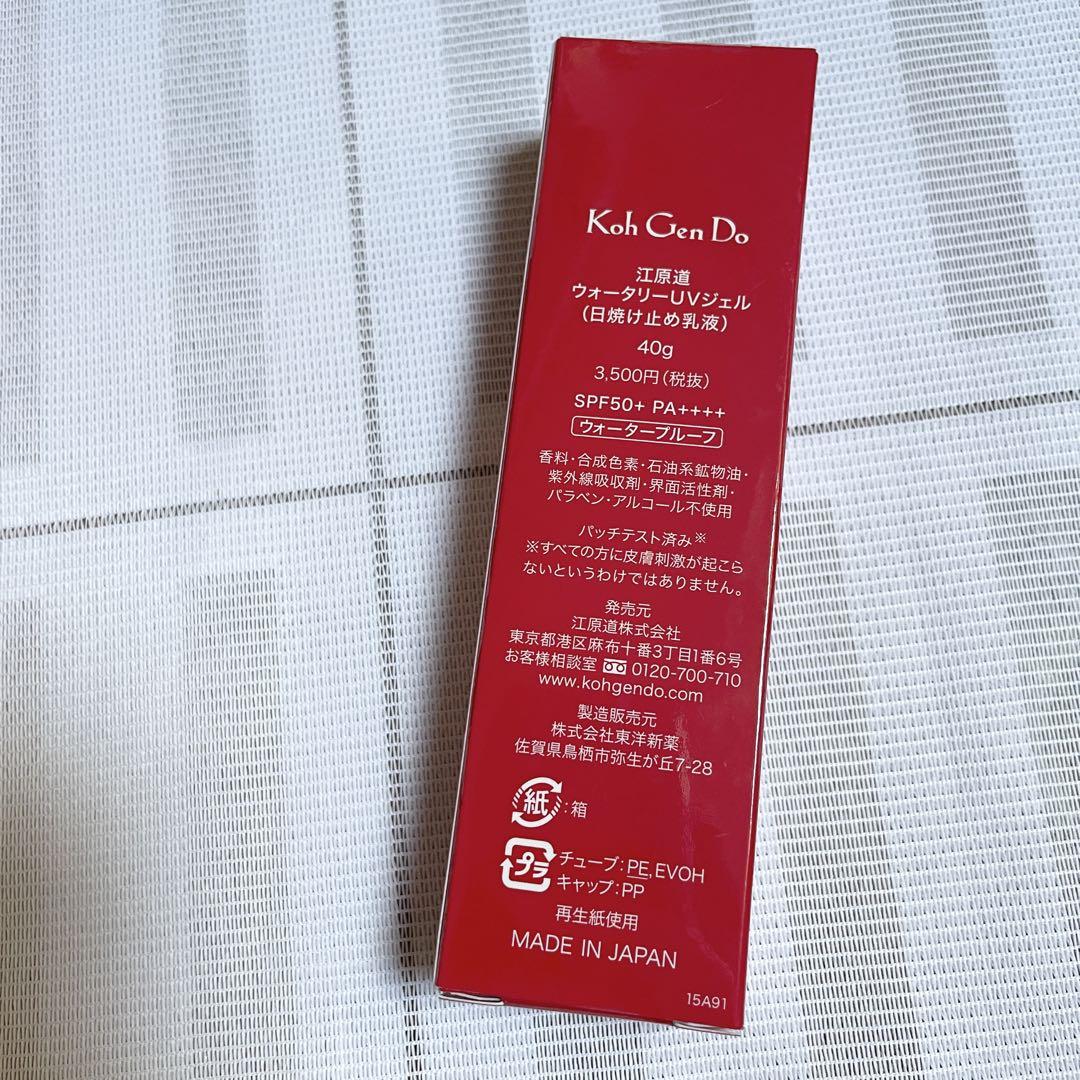 Koh Gen Do
江原道
ウォータリーUVジェル
(日焼け止め乳液)
40g
3,500円(税抜)
SPF50+ PA++++
ウォータープルーフ
香料・合成色素・石油系鉱物油・
紫外線吸収剤・界面活性剤・
パラベン・アルコール不使用
パッチテスト済み※
※すべての方に皮膚刺激が起こら
ないというわけではありません。
発売元
江原道株式会社
東京都港区麻布十番3丁目1番6号
お客様相談室 0120-700-710
www.kohgendo.com
製造販売元
株式会社東洋新薬
佐賀県鳥栖市弥生が丘7-28
紙:箱
プラ チューブ:PE,EVOH
キャップ:PP
再生紙使用
MADE IN JAPAN
15A91